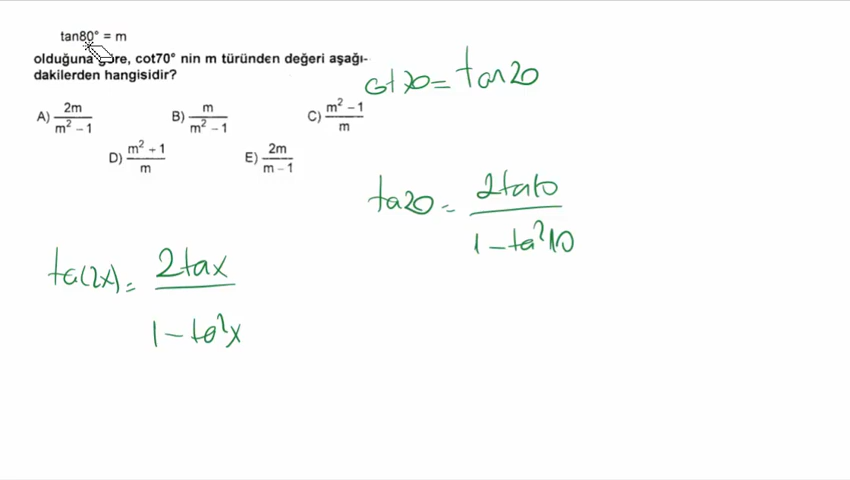 tan80° = m
olduğuna göre, cot70° nin m türünden değeri aşağı-
dakilerden hangisidir?
A) 2m / m² – 1
B) m / m² – 1
C) m² – 1 / m
D) m² + 1 / m
E) 2m / m – 1
cot70 = tan20
ta20 = 2ta10 / 1 – ta²10
ta(2x) = 2tax / 1 – ta²x